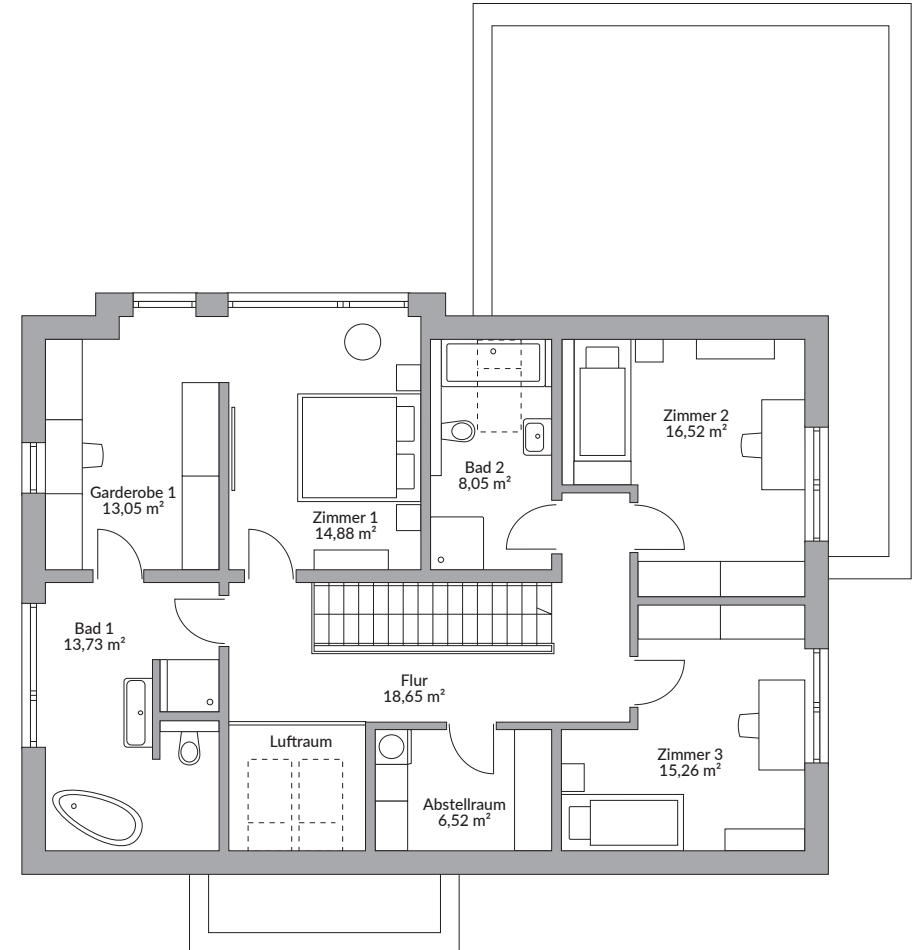 Zimmer 2
16,52 m²
Bad 2
8,05 m²
Garderobe 1
13,05 m²
Zimmer 1
14,88 m²
Bad 1
13,73 m²
Flur
18,65 m²
Luftraum
Zimmer 3
15,26 m²
Abstellraum
6,52 m²